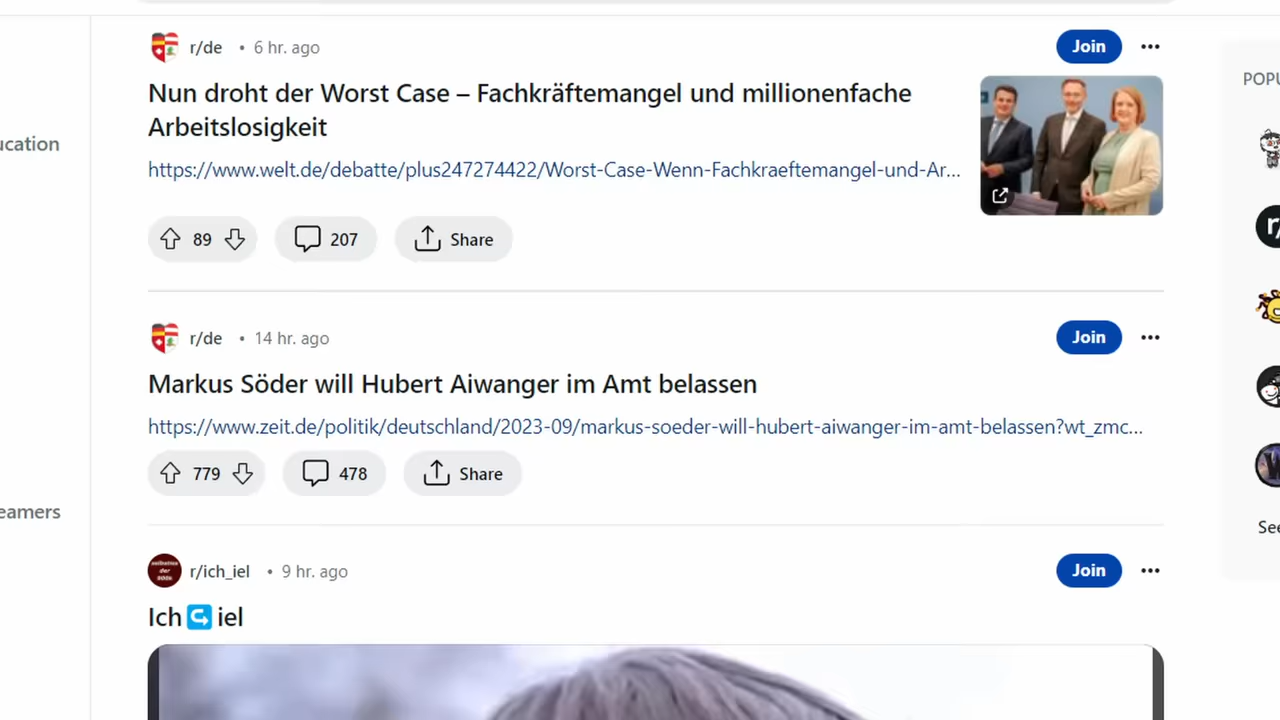 r/de • 6 hr. ago
Join
POPU
Nun droht der Worst Case – Fachkräftemangel und millionenfache
Arbeitslosigkeit
ucation
https://www.welt.de/debatte/plus247274422/Worst-Case-Wenn-Fachkraeftemangel-und-Ar...
r/
89
207
Share
r/de • 14 hr. ago
Join
Markus Söder will Hubert Aiwanger im Amt belassen
https://www.zeit.de/politik/deutschland/2023-09/markus-soeder-will-hubert-aiwanger-im-amt-belassen?wt_zmc...
779
478
Share
eamers
See
r/ich_iel • 9 hr. ago
Join
Ich iel